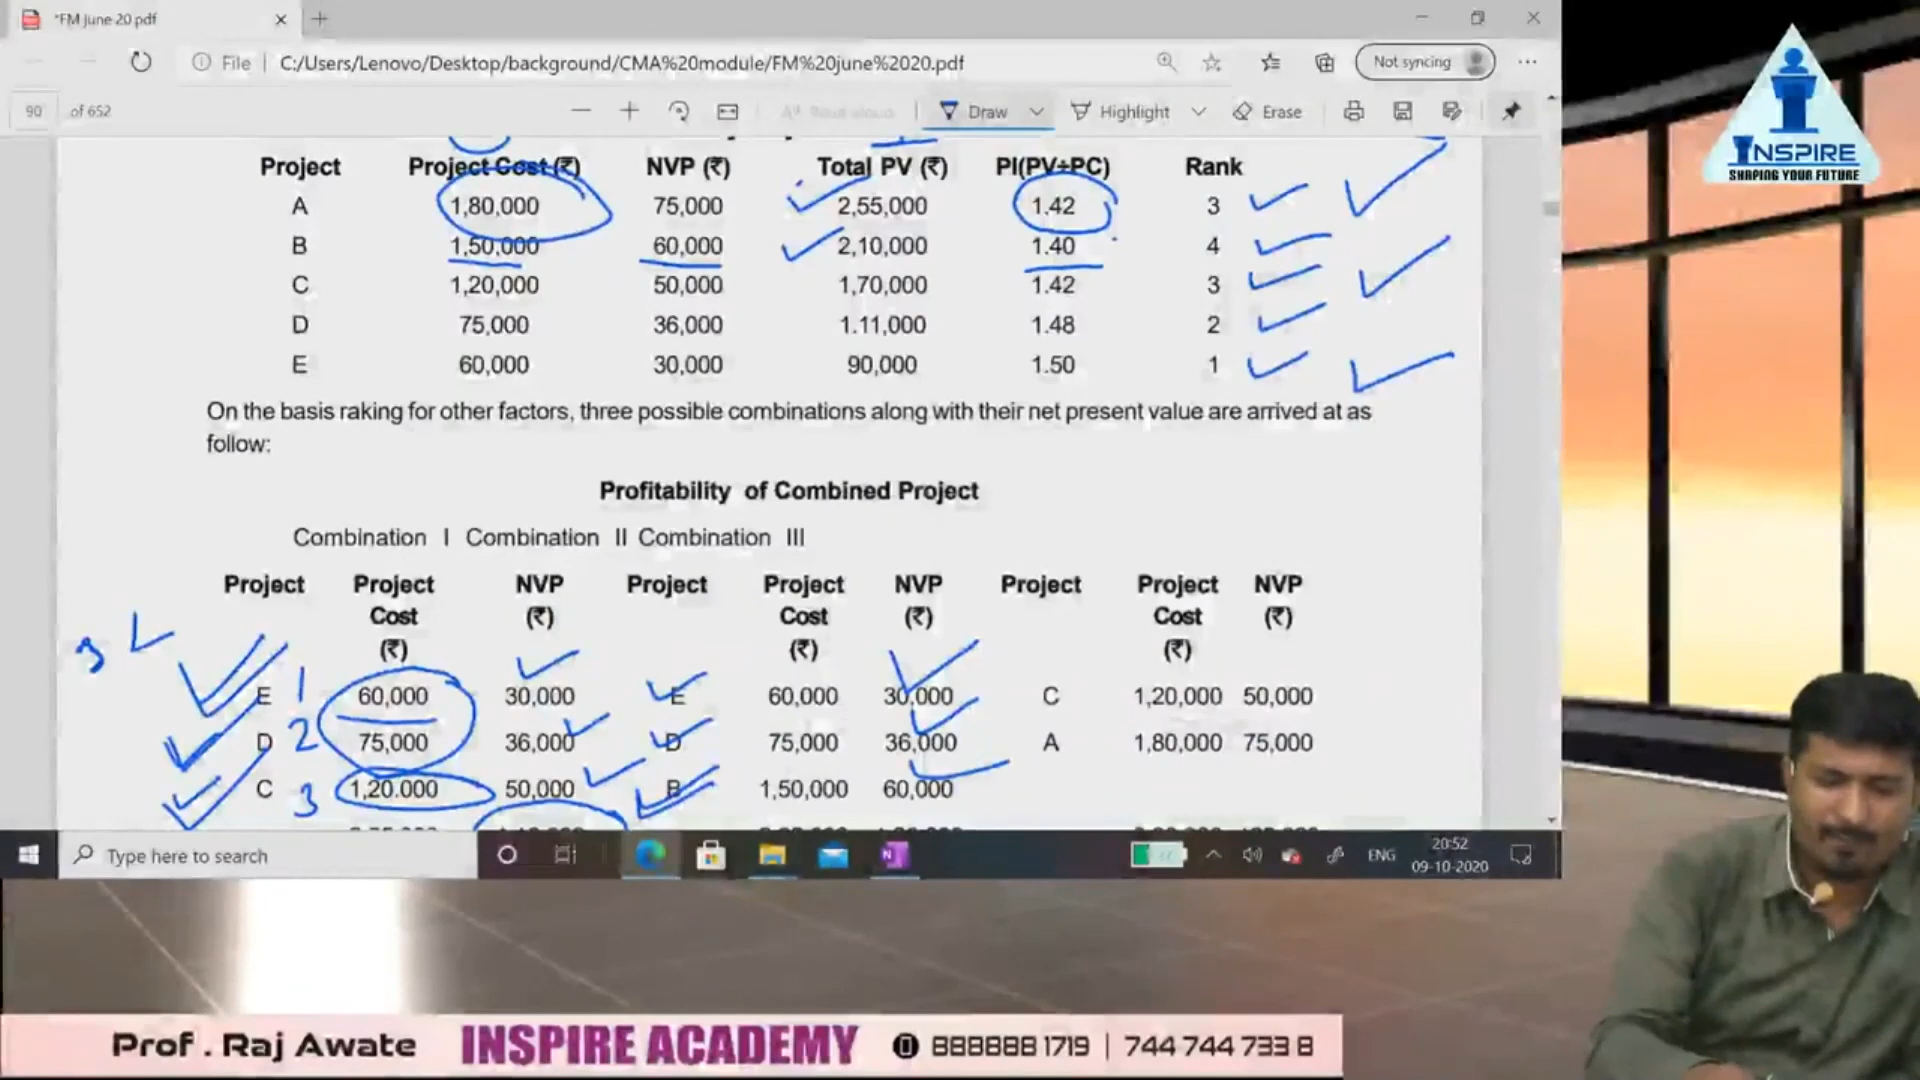 *FM June 20.pdf
File | C:/Users/Lenovo/Desktop/background/CMA%20module/FM%20june%2020.pdf
Not syncing
90 of 652
Draw
Highlight
Erase
INSPIRE
SHAPING YOUR FUTURE
Project Project Cost (₹) NVP (₹) Total PV (₹) PI(PV÷PC) Rank
A 1,80,000 75,000 2,55,000 1.42 3
B 1,50,000 60,000 2,10,000 1.40 4
C 1,20,000 50,000 1,70,000 1.42 3
D 75,000 36,000 1.11,000 1.48 2
E 60,000 30,000 90,000 1.50 1
On the basis raking for other factors, three possible combinations along with their net present value are arrived at as
follow:
Profitability of Combined Project
Combination I Combination II Combination III
Project Project NVP Project Project NVP Project Project NVP
Cost (₹) Cost (₹) Cost (₹)
(₹) (₹) (₹)
3
E 1 60,000 30,000 E 60,000 30,000 C 1,20,000 50,000
D 2 75,000 36,000 D 75,000 36,000 A 1,80,000 75,000
C 3 1,20.000 50,000 B 1,50,000 60,000
Type here to search
ENG
20:52
09-10-2020
Prof . Raj Awate INSPIRE ACADEMY 888888 1719 | 744 744 733 8